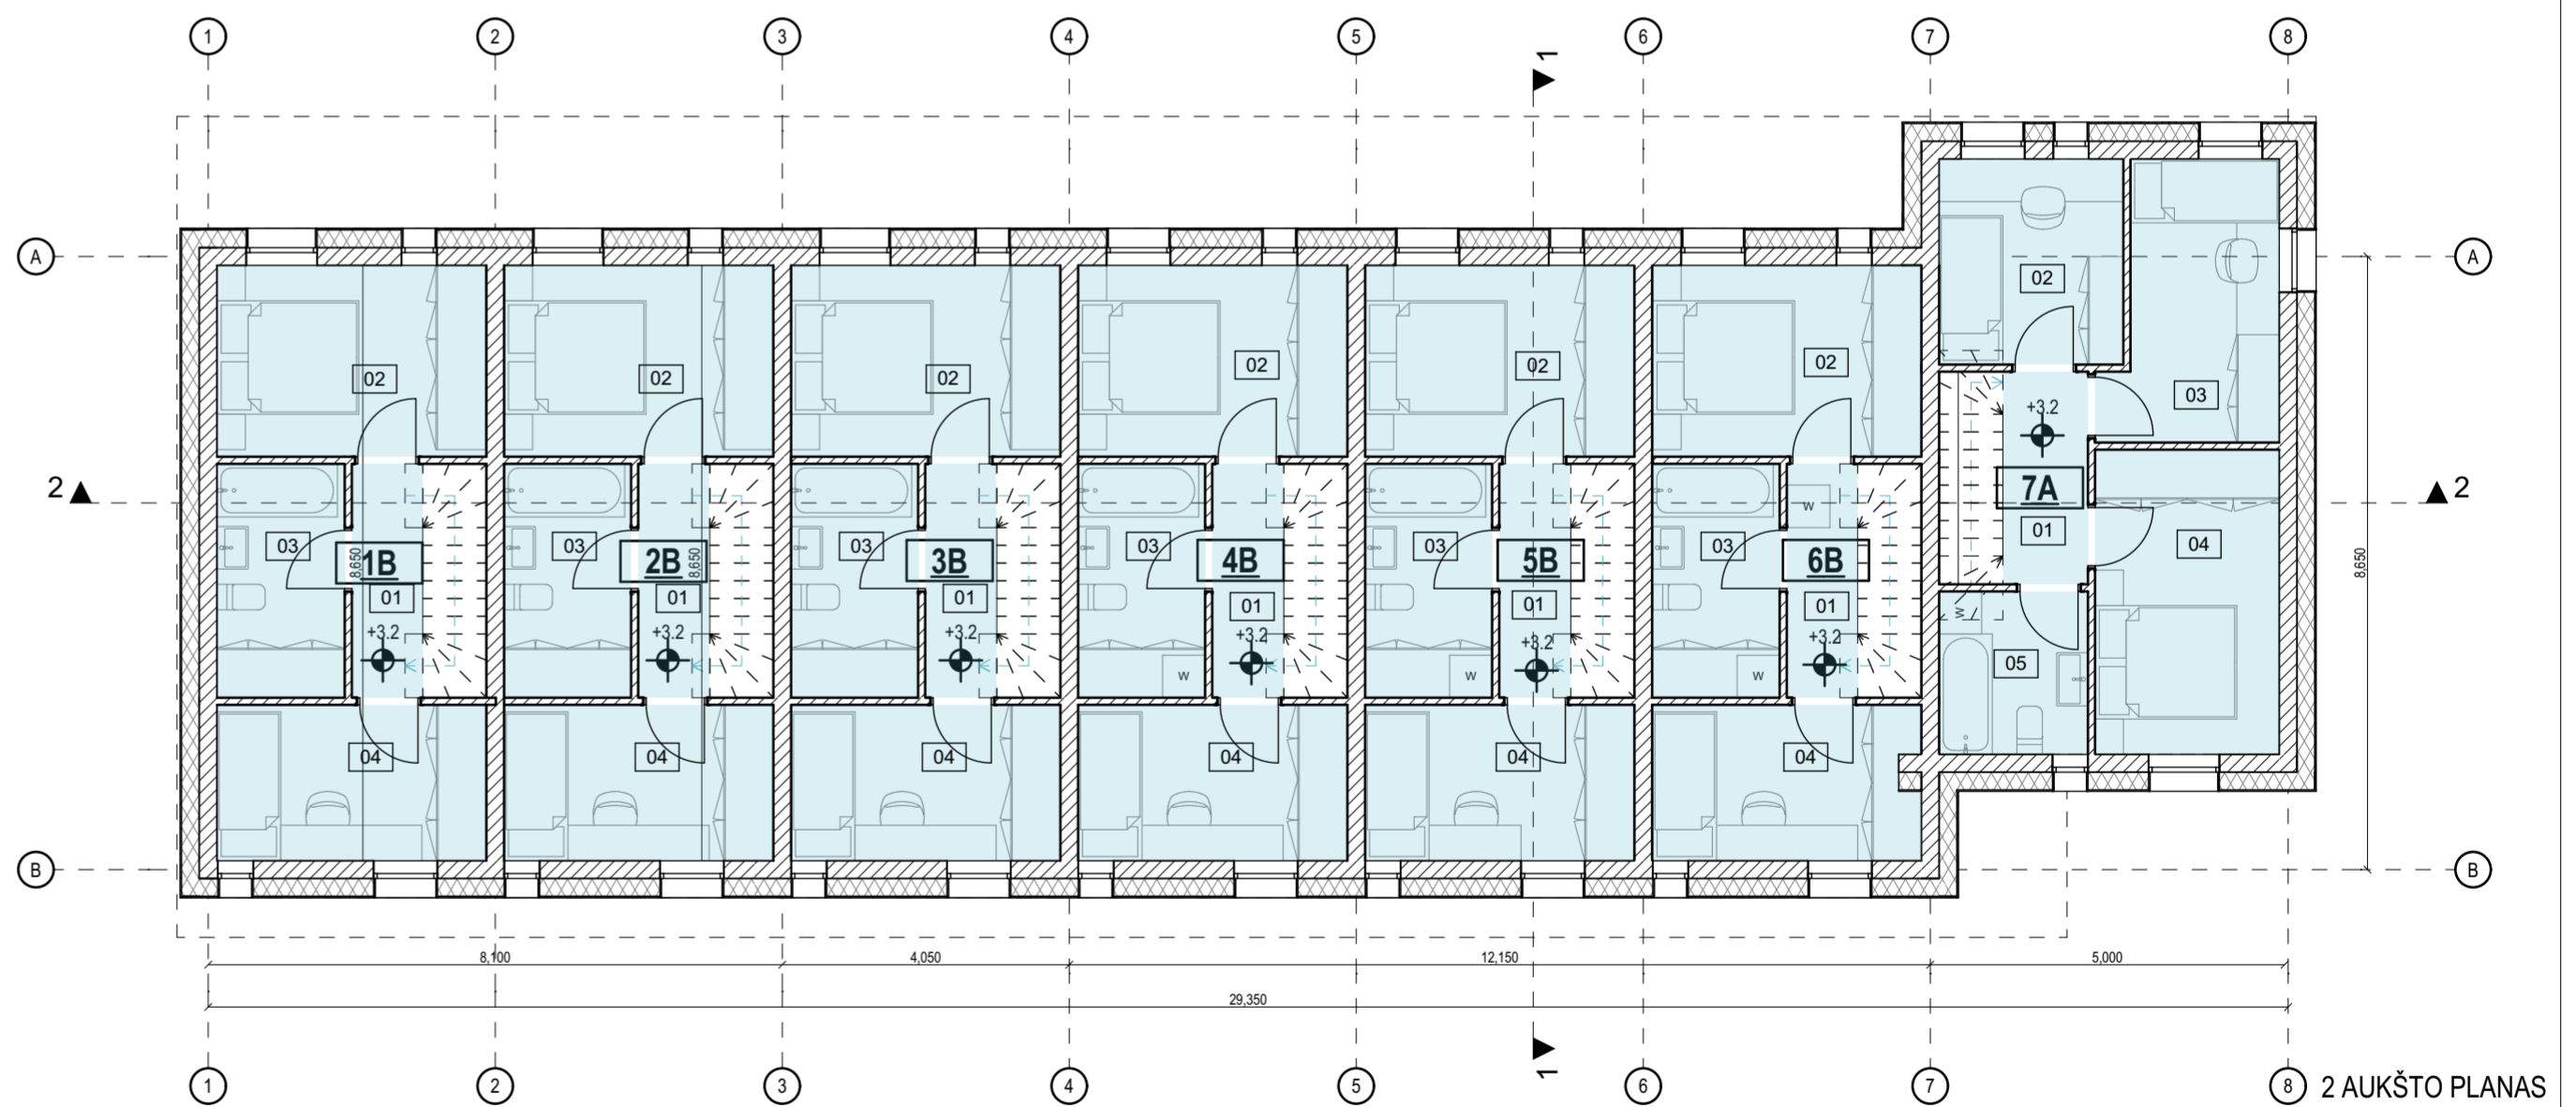 1 2 3 4 5 6 7 8
1
A A
02 03
02 02 02 02 02 02
03
+3.2
2 7A 2
01
04
03 03 03 03 03 03
W
8,650 1B 2B 8,650 3B 4B 5B 6B
8,650
01 01 01 01 01 01
W
+3.2 +3.2 +3.2 +3.2 +3.2 +3.2
05
W W W
04 04 04 04 04 04
B B
8,100 4,050 12,150 5,000
29,350
1
1 2 3 4 5 6 7 8 2 AUKŠTO PLANAS